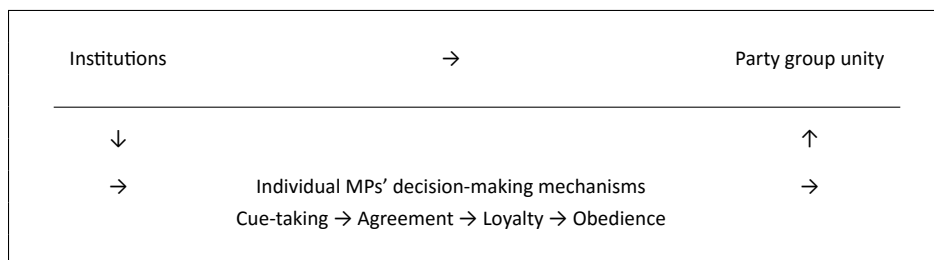 Institutions → Party group unity
↓ ↑
→ Individual MPs’ decision-making mechanisms →
Cue-taking → Agreement → Loyalty → Obedience